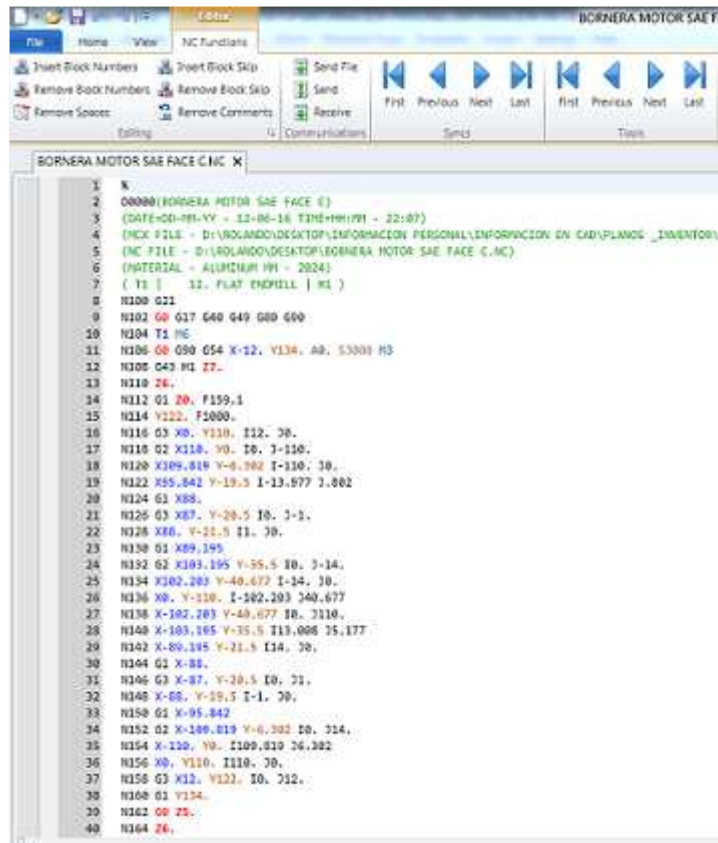 Editor
BORNERA MOTOR SAE F
File Home View NC Functions
Insert Block Numbers Insert Block Skip Send File
Remove Block Numbers Remove Block Skip Send
Remove Spaces Remove Comments Receive
First Previous Next Last First Previous Next Last
Editing Communications Sync Tools
BORNERA MOTOR SAE FACE C.NC X
1 %
2 O0000(BORNERA MOTOR SAE FACE C)
3 (DATE=DD-MM-YY - 12-06-16 TIME=HH:MM - 22:07)
4 (MCX FILE - D:\ROLANDO\DESKTOP\INFORMACION PERSONAL\INFORMACION EN CAD\PLANOS _INVENTOR\
5 (NC FILE - D:\ROLANDO\DESKTOP\BORNERA MOTOR SAE FACE C.NC)
6 (MATERIAL - ALUMINUM MM - 2024)
7 ( T1 | 12. FLAT ENDMILL | H1 )
8 N100 G21
9 N102 G0 G17 G40 G49 G80 G90
10 N104 T1 M6
11 N106 G0 G90 G54 X-12. Y134. A0. S3000 M3
12 N108 G43 H1 Z7.
13 N110 Z6.
14 N112 G1 Z0. F159.1
15 N114 Y122. F1000.
16 N116 G3 X0. Y110. I12. J0.
17 N118 G2 X110. Y0. I0. J-110.
18 N120 X109.819 Y-6.302 I-110. J0.
19 N122 X95.842 Y-19.5 I-13.977 J.802
20 N124 G1 X88.
21 N126 G3 X87. Y-20.5 I0. J-1.
22 N128 X88. Y-21.5 I1. J0.
23 N130 G1 X89.195
24 N132 G2 X103.195 Y-35.5 I0. J-14.
25 N134 X102.203 Y-40.677 I-14. J0.
26 N136 X0. Y-110. I-102.203 J40.677
27 N138 X-102.203 Y-40.677 I0. J110.
28 N140 X-103.195 Y-35.5 I13.008 J5.177
29 N142 X-89.195 Y-21.5 I14. J0.
30 N144 G1 X-88.
31 N146 G3 X-87. Y-20.5 I0. J1.
32 N148 X-88. Y-19.5 I-1. J0.
33 N150 G1 X-95.842
34 N152 G2 X-109.819 Y-6.302 I0. J14.
35 N154 X-110. Y0. I109.819 J6.302
36 N156 X0. Y110. I110. J0.
37 N158 G3 X12. Y122. I0. J12.
38 N160 G1 Y134.
39 N162 G0 Z5.
40 N164 Z6.